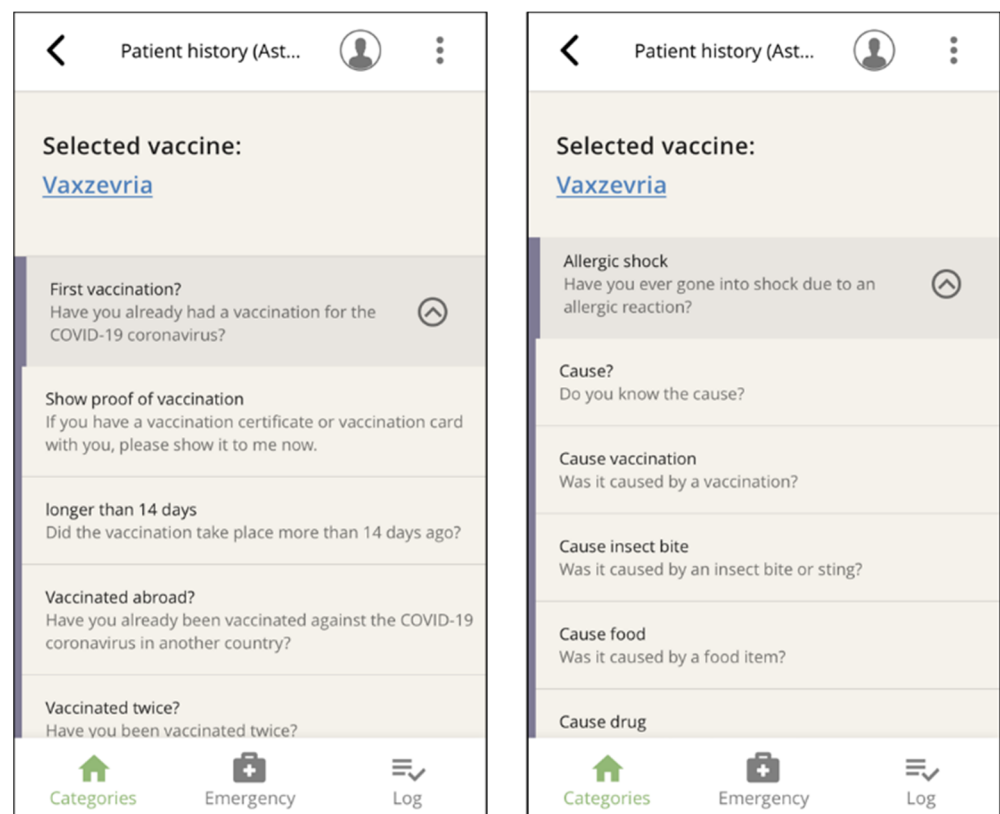 Patient history (Ast...
Selected vaccine:
Vaxzevria
First vaccination?
Have you already had a vaccination for the
COVID-19 coronavirus?
Show proof of vaccination
If you have a vaccination certificate or vaccination card
with you, please show it to me now.
longer than 14 days
Did the vaccination take place more than 14 days ago?
Vaccinated abroad?
Have you already been vaccinated against the COVID-19
coronavirus in another country?
Vaccinated twice?
Have you been vaccinated twice?
Categories
Emergency
Log
Patient history (Ast...
Selected vaccine:
Vaxzevria
Allergic shock
Have you ever gone into shock due to an
allergic reaction?
Cause?
Do you know the cause?
Cause vaccination
Was it caused by a vaccination?
Cause insect bite
Was it caused by an insect bite or sting?
Cause food
Was it caused by a food item?
Cause drug
Categories
Emergency
Log